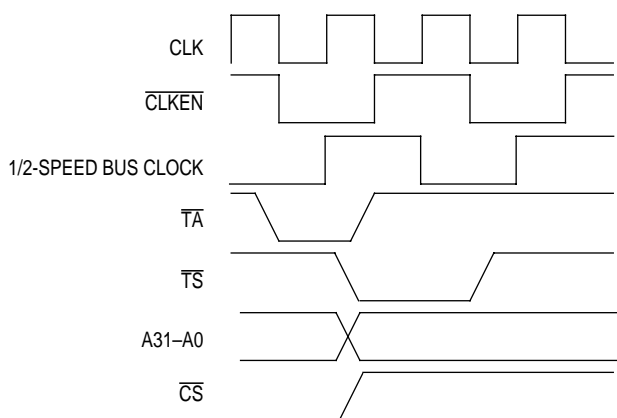 CLK
CLKEN
1/2-SPEED BUS CLOCK
TA
TS
A31–A0
CS